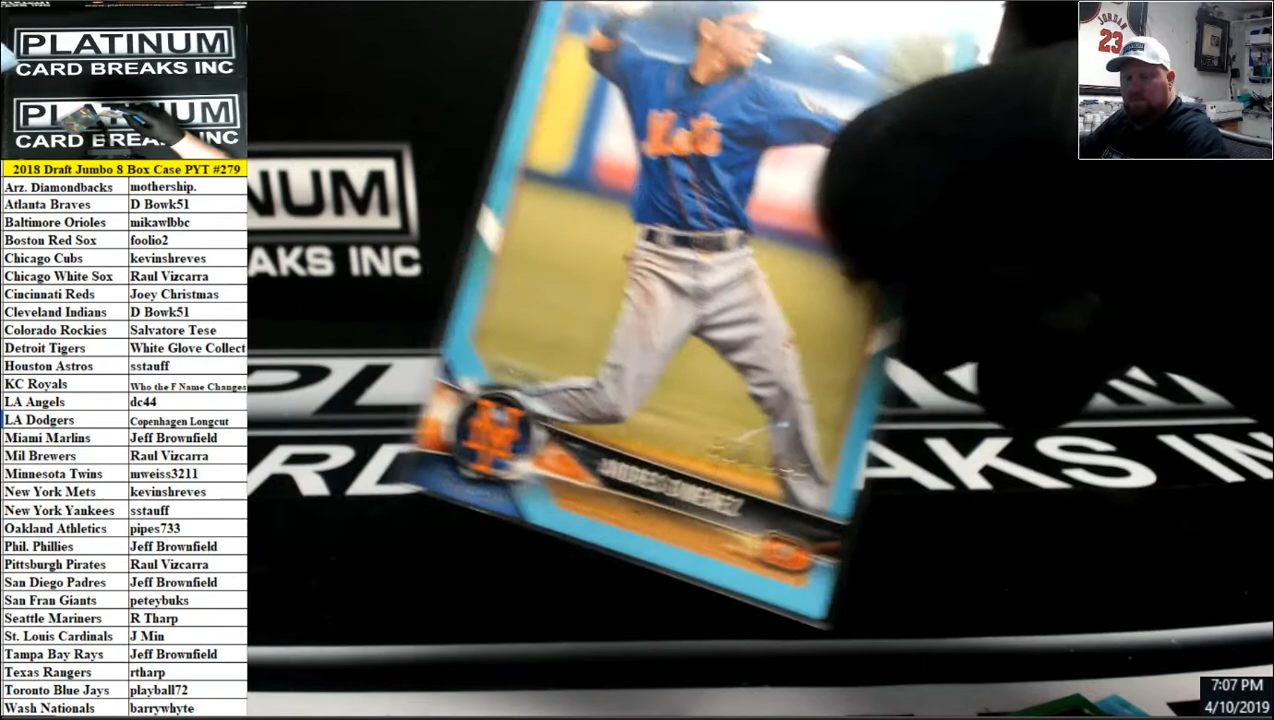 PLATINUM
CARD BREAKS INC
PLATINUM
CARD BREAKS INC
2018 Draft Jumbo 8 Box Case PYT #279
Arz. Diamondbacks mothership.
Atlanta Braves D Bowk51
Baltimore Orioles mikawlbbc
Boston Red Sox foolio2
Chicago Cubs kevinshreves
Chicago White Sox Raul Vizcarra
Cincinnati Reds Joey Christmas
Cleveland Indians D Bowk51
Colorado Rockies Salvatore Tese
Detroit Tigers White Glove Collect
Houston Astros sstauff
KC Royals Who the F Name Changes
LA Angels dc44
LA Dodgers Copenhagen Longcut
Miami Marlins Jeff Brownfield
Mil Brewers Raul Vizcarra
Minnesota Twins mweiss3211
New York Mets kevinshreves
New York Yankees sstauff
Oakland Athletics pipes733
Phil. Phillies Jeff Brownfield
Pittsburgh Pirates Raul Vizcarra
San Diego Padres Jeff Brownfield
San Fran Giants peteybuks
Seattle Mariners R Tharp
St. Louis Cardinals J Min
Tampa Bay Rays Jeff Brownfield
Texas Rangers rtharp
Toronto Blue Jays playball72
Wash Nationals barrywhyte
NUM
AKS INC
Mets
NY
PL
RD
AKS IN
JORDAN
23
7:07 PM
4/10/2019